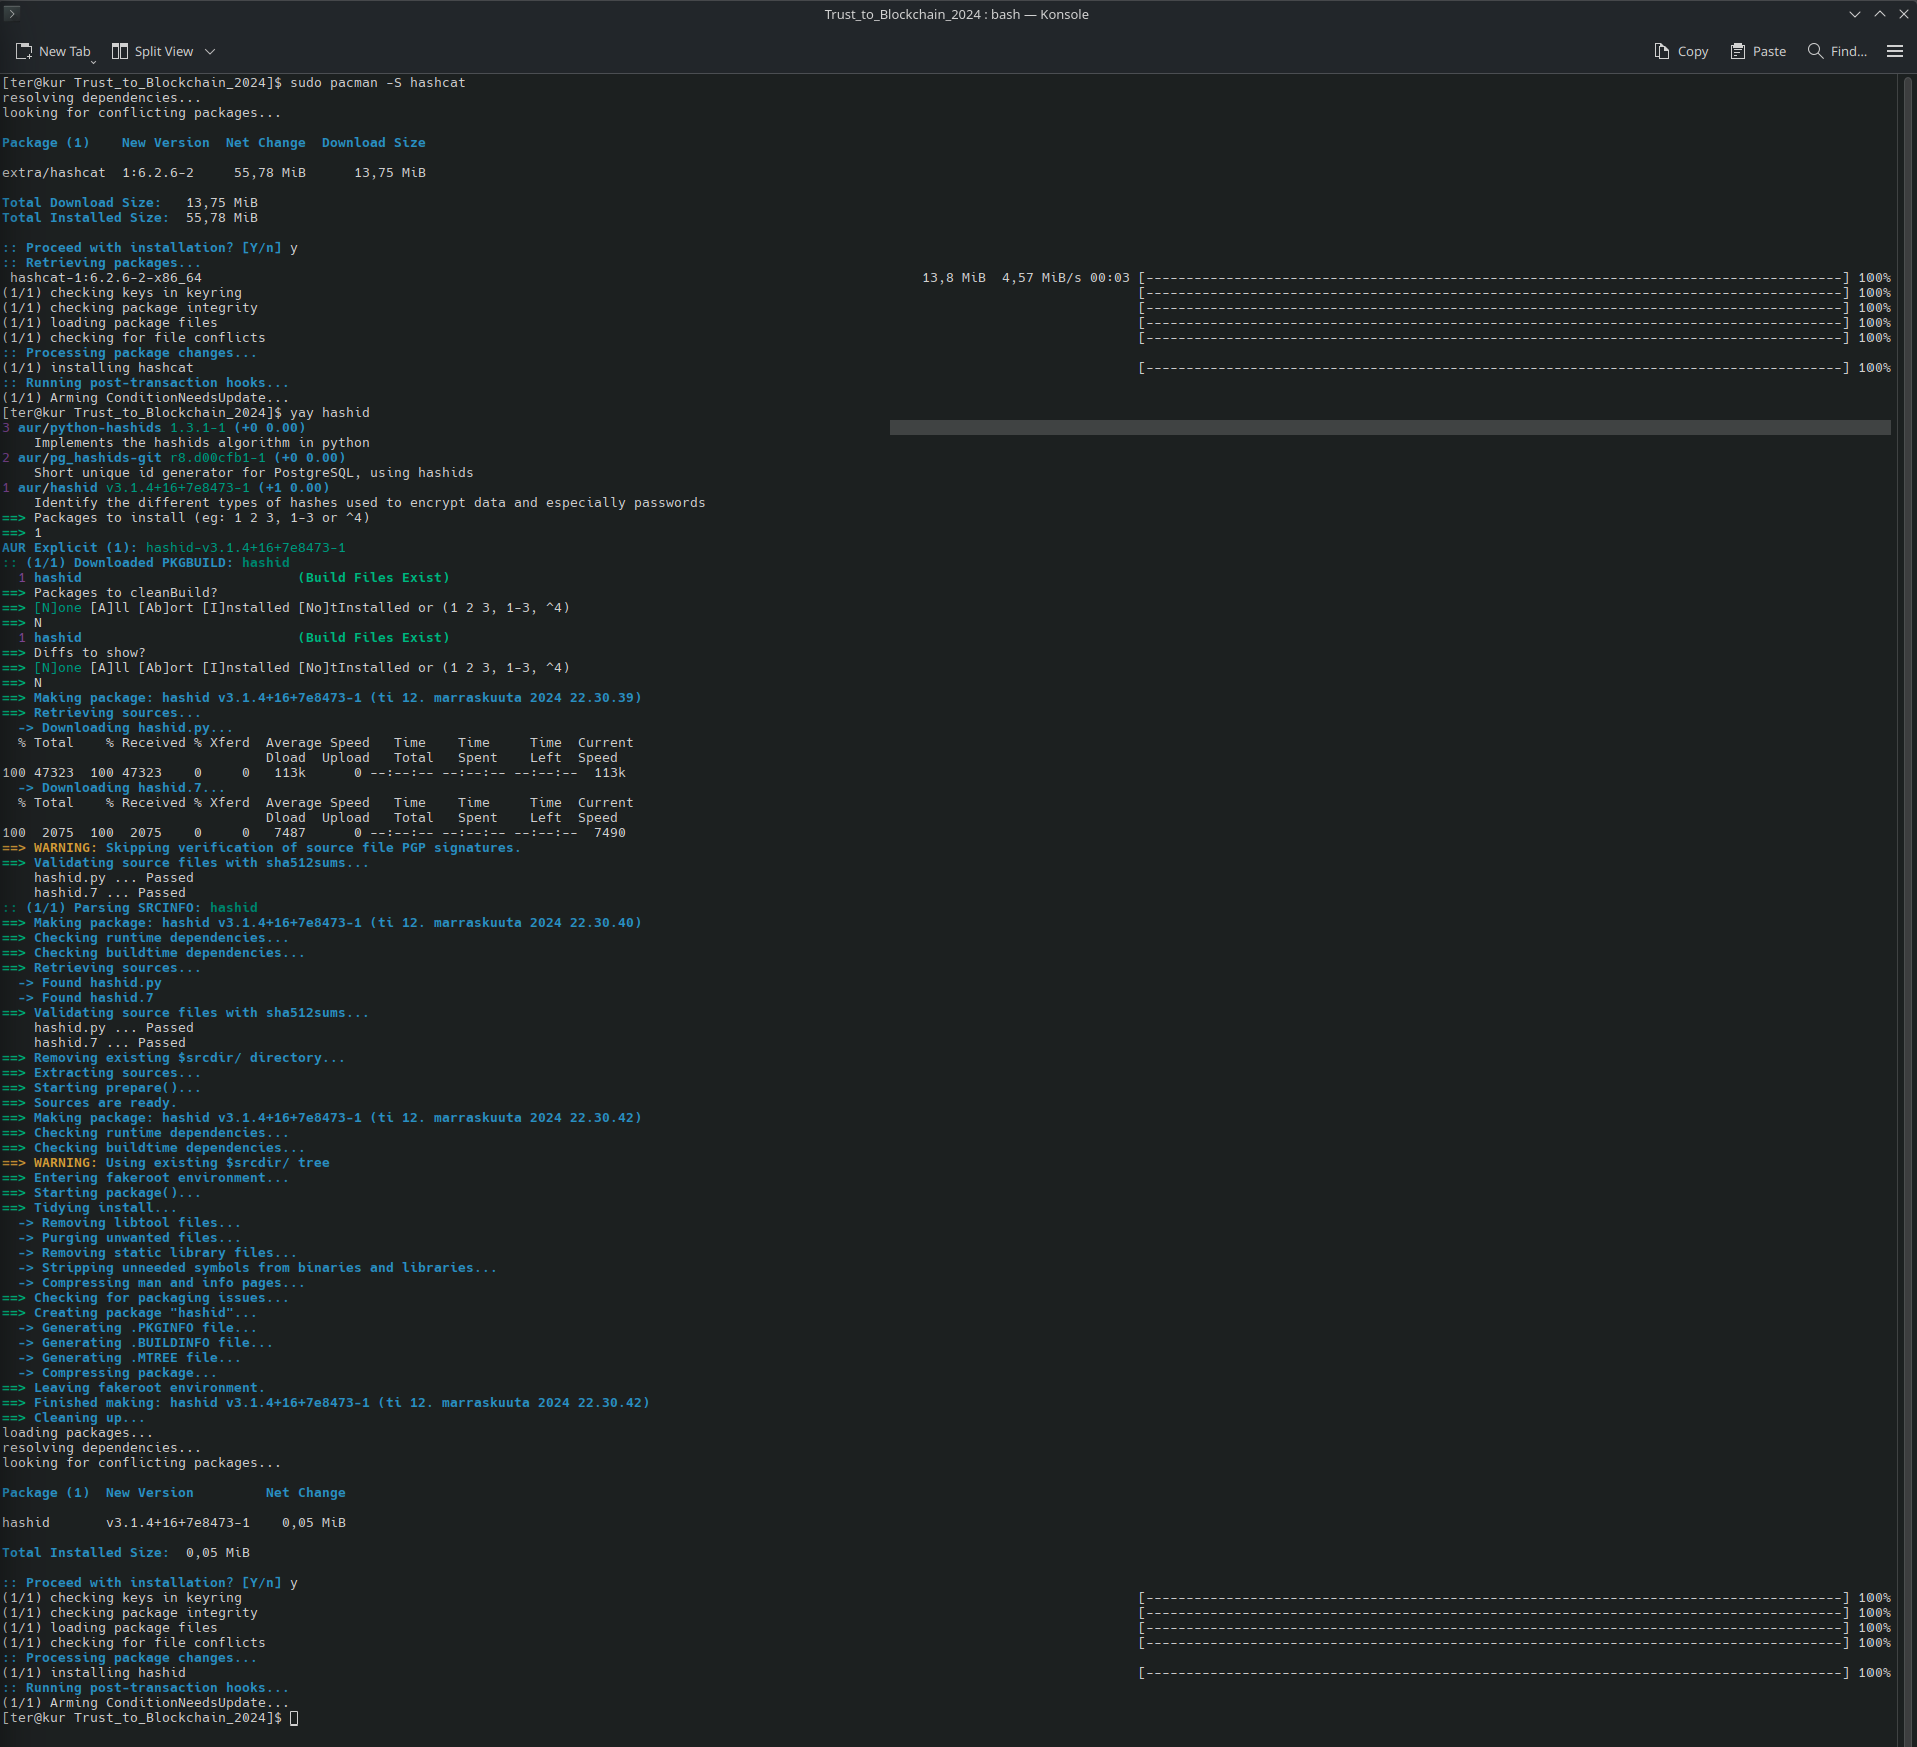 Trust_to_Blockchain_2024 : bash — Konsole
New Tab Split View Copy Paste Find...
[ter@kur Trust_to_Blockchain_2024]$ sudo pacman -S hashcat
resolving dependencies...
looking for conflicting packages...
Package (1)    New Version  Net Change  Download Size
extra/hashcat  1:6.2.6-2     55,78 MiB      13,75 MiB
Total Download Size:   13,75 MiB
Total Installed Size:  55,78 MiB
:: Proceed with installation? [Y/n] y
:: Retrieving packages...
 hashcat-1:6.2.6-2-x86_64 13,8 MiB  4,57 MiB/s 00:03 [---------------------------------------------------------------------------------------] 100%
(1/1) checking keys in keyring [---------------------------------------------------------------------------------------] 100%
(1/1) checking package integrity [---------------------------------------------------------------------------------------] 100%
(1/1) loading package files [---------------------------------------------------------------------------------------] 100%
(1/1) checking for file conflicts [---------------------------------------------------------------------------------------] 100%
:: Processing package changes...
(1/1) installing hashcat [---------------------------------------------------------------------------------------] 100%
:: Running post-transaction hooks...
(1/1) Arming ConditionNeedsUpdate...
[ter@kur Trust_to_Blockchain_2024]$ yay hashid
3 aur/python-hashids 1.3.1-1 (+0 0.00)
    Implements the hashids algorithm in python
2 aur/pg_hashids-git r8.d00cfb1-1 (+0 0.00)
    Short unique id generator for PostgreSQL, using hashids
1 aur/hashid v3.1.4+16+7e8473-1 (+1 0.00)
    Identify the different types of hashes used to encrypt data and especially passwords
==> Packages to install (eg: 1 2 3, 1-3 or ^4)
==> 1
AUR Explicit (1): hashid-v3.1.4+16+7e8473-1
:: (1/1) Downloaded PKGBUILD: hashid
  1 hashid                           (Build Files Exist)
==> Packages to cleanBuild?
==> [N]one [A]ll [Ab]ort [I]nstalled [No]tInstalled or (1 2 3, 1-3, ^4)
==> N
  1 hashid                           (Build Files Exist)
==> Diffs to show?
==> [N]one [A]ll [Ab]ort [I]nstalled [No]tInstalled or (1 2 3, 1-3, ^4)
==> N
==> Making package: hashid v3.1.4+16+7e8473-1 (ti 12. marraskuuta 2024 22.30.39)
==> Retrieving sources...
  -> Downloading hashid.py...
  % Total    % Received % Xferd  Average Speed   Time    Time     Time  Current
                                 Dload  Upload   Total   Spent    Left  Speed
100 47323  100 47323    0     0   113k      0 --:--:-- --:--:-- --:--:--  113k
  -> Downloading hashid.7...
  % Total    % Received % Xferd  Average Speed   Time    Time     Time  Current
                                 Dload  Upload   Total   Spent    Left  Speed
100  2075  100  2075    0     0   7487      0 --:--:-- --:--:-- --:--:--  7490
==> WARNING: Skipping verification of source file PGP signatures.
==> Validating source files with sha512sums...
    hashid.py ... Passed
    hashid.7 ... Passed
:: (1/1) Parsing SRCINFO: hashid
==> Making package: hashid v3.1.4+16+7e8473-1 (ti 12. marraskuuta 2024 22.30.40)
==> Checking runtime dependencies...
==> Checking buildtime dependencies...
==> Retrieving sources...
  -> Found hashid.py
  -> Found hashid.7
==> Validating source files with sha512sums...
    hashid.py ... Passed
    hashid.7 ... Passed
==> Removing existing $srcdir/ directory...
==> Extracting sources...
==> Starting prepare()...
==> Sources are ready.
==> Making package: hashid v3.1.4+16+7e8473-1 (ti 12. marraskuuta 2024 22.30.42)
==> Checking runtime dependencies...
==> Checking buildtime dependencies...
==> WARNING: Using existing $srcdir/ tree
==> Entering fakeroot environment...
==> Starting package()...
==> Tidying install...
  -> Removing libtool files...
  -> Purging unwanted files...
  -> Removing static library files...
  -> Stripping unneeded symbols from binaries and libraries...
  -> Compressing man and info pages...
==> Checking for packaging issues...
==> Creating package "hashid"...
  -> Generating .PKGINFO file...
  -> Generating .BUILDINFO file...
  -> Generating .MTREE file...
  -> Compressing package...
==> Leaving fakeroot environment.
==> Finished making: hashid v3.1.4+16+7e8473-1 (ti 12. marraskuuta 2024 22.30.42)
==> Cleaning up...
loading packages...
resolving dependencies...
looking for conflicting packages...
Package (1)  New Version         Net Change
hashid       v3.1.4+16+7e8473-1    0,05 MiB
Total Installed Size:  0,05 MiB
:: Proceed with installation? [Y/n] y
(1/1) checking keys in keyring [---------------------------------------------------------------------------------------] 100%
(1/1) checking package integrity [---------------------------------------------------------------------------------------] 100%
(1/1) loading package files [---------------------------------------------------------------------------------------] 100%
(1/1) checking for file conflicts [---------------------------------------------------------------------------------------] 100%
:: Processing package changes...
(1/1) installing hashid [---------------------------------------------------------------------------------------] 100%
:: Running post-transaction hooks...
(1/1) Arming ConditionNeedsUpdate...
[ter@kur Trust_to_Blockchain_2024]$